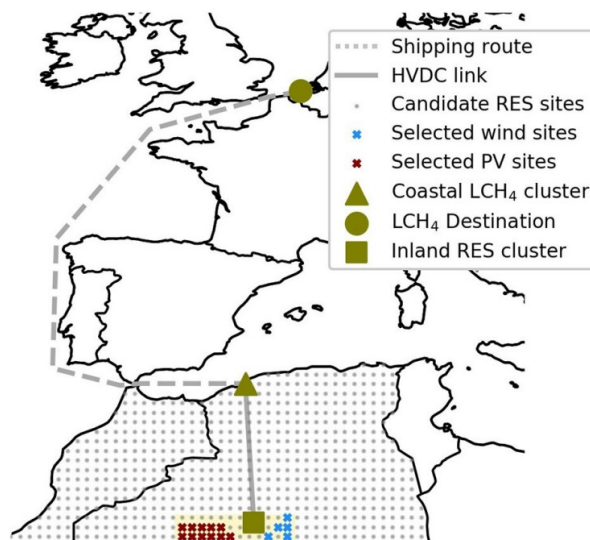 Shipping route
HVDC link
Candidate RES sites
Selected wind sites
Selected PV sites
Coastal LCH₄ cluster
LCH₄ Destination
Inland RES cluster